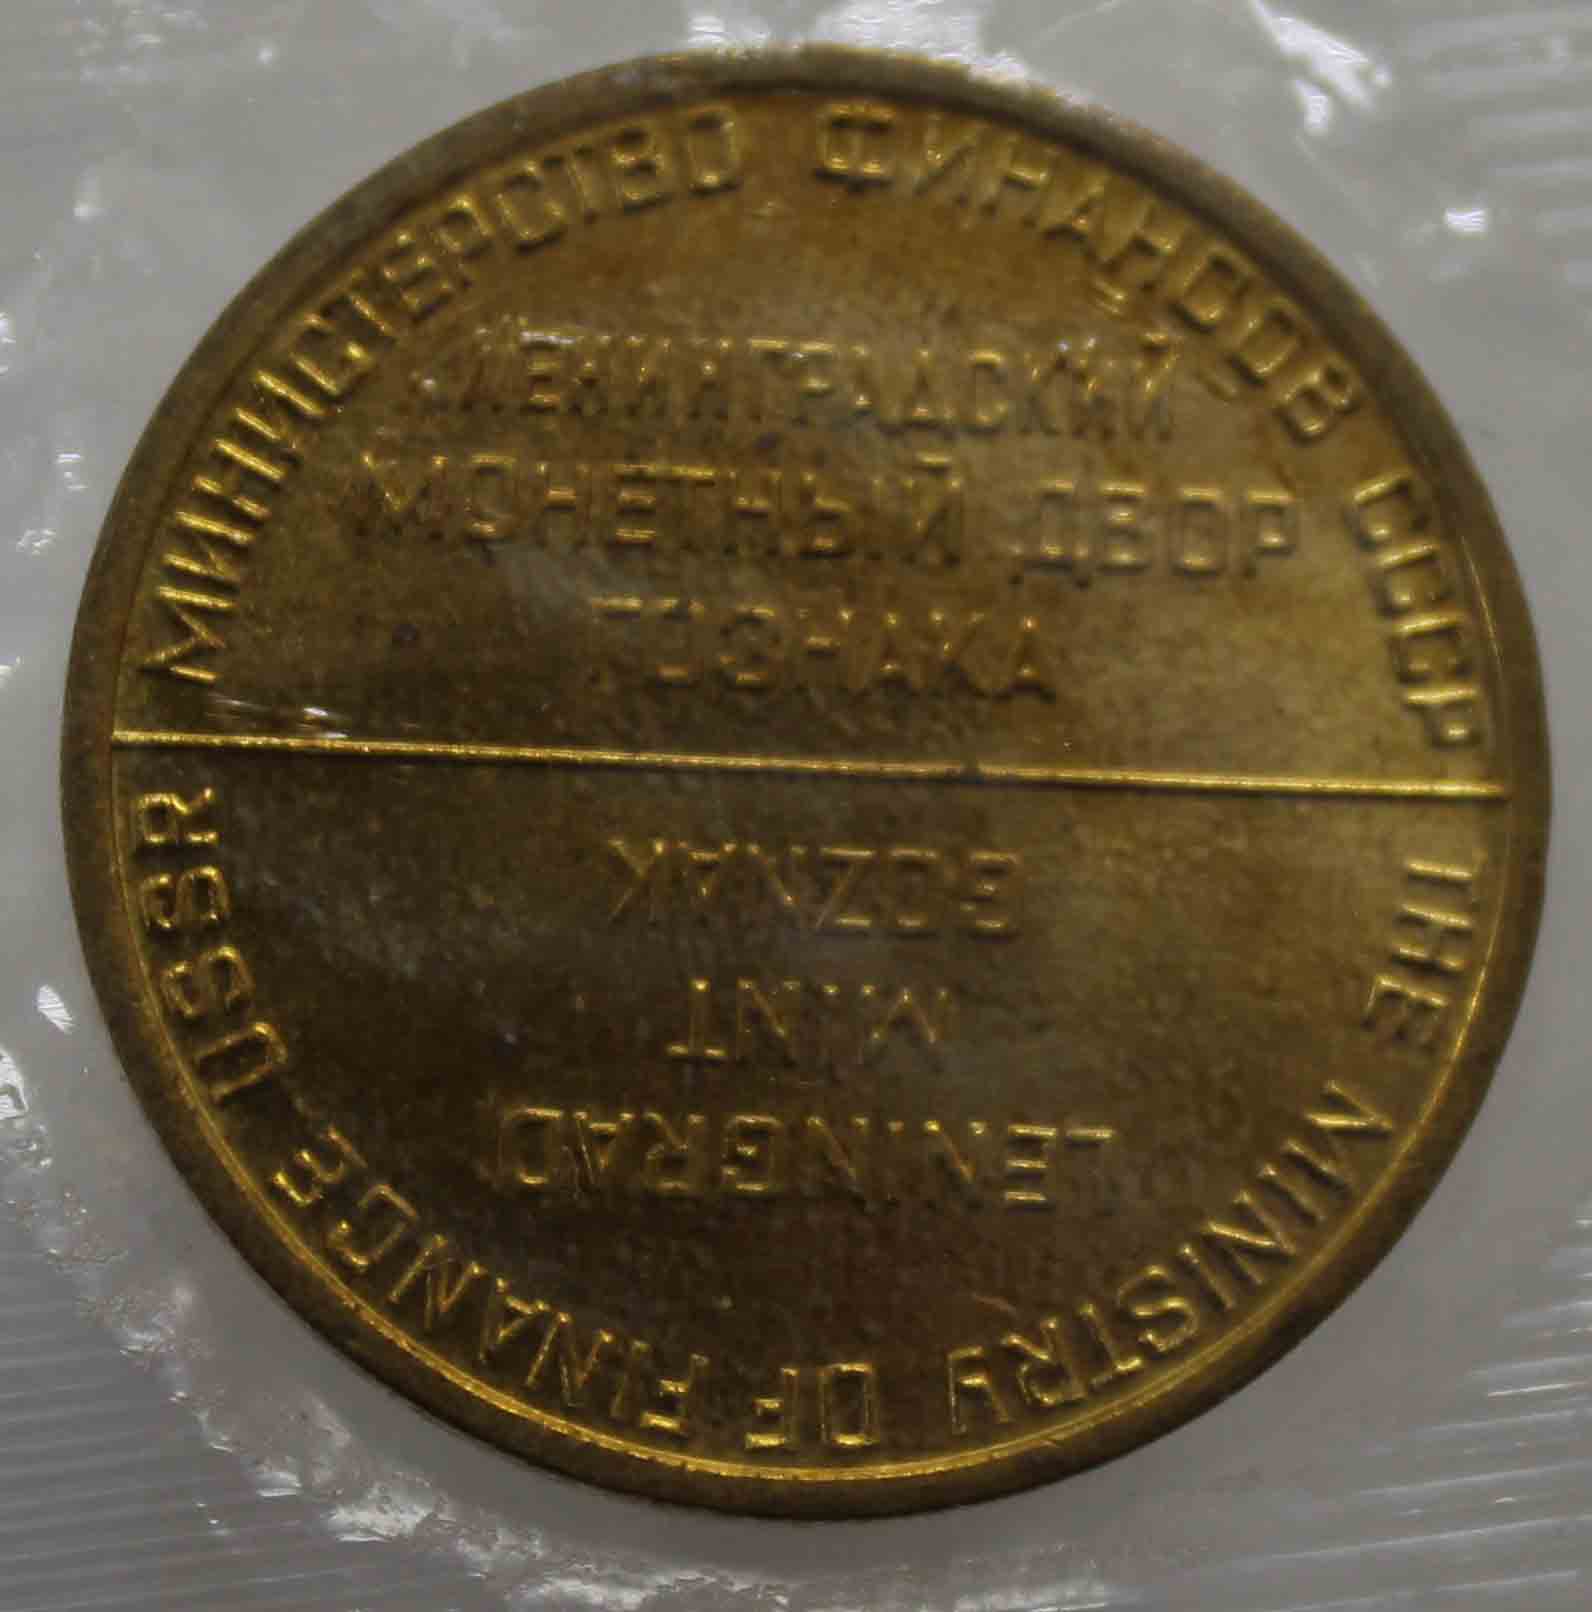 МИНИСТЕРСТВО ФИНАНСОВ СССР
ЛЕНИНГРАДСКИЙ
МОНЕТНЫЙ ДВОР
ГОЗНАКА
THE MINISTRY OF FINANCE USSR
LENINGRAD
MINT
GOZNAK